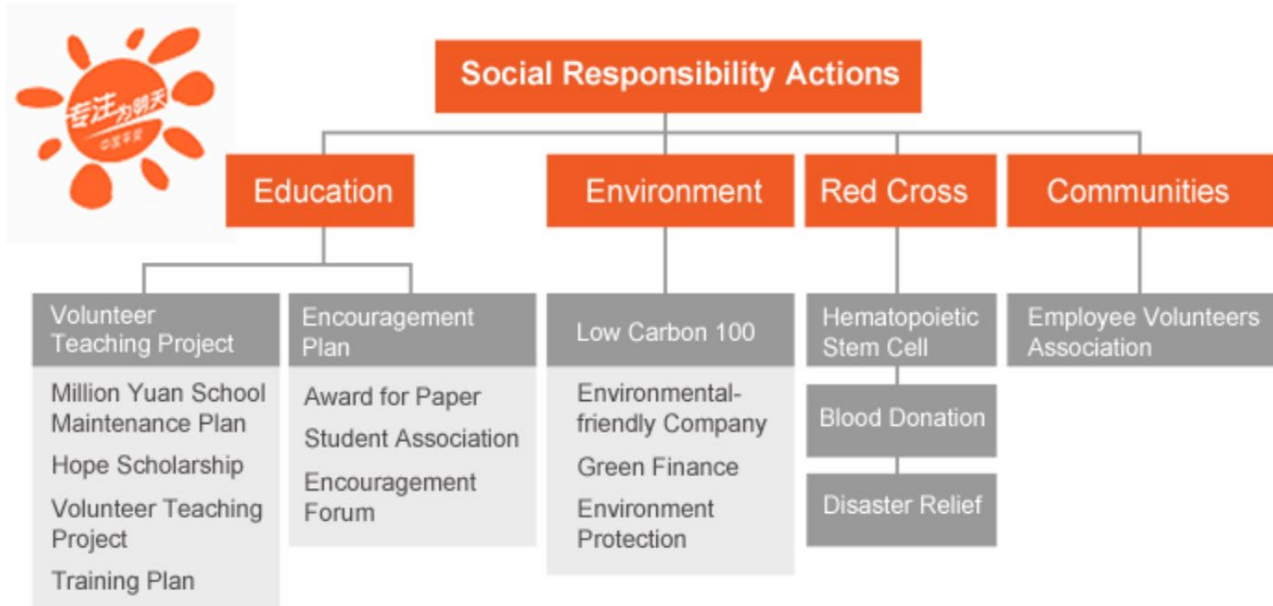 专注为明天
中国平安
Social Responsibility Actions
Education
Environment
Red Cross
Communities
Volunteer
Teaching Project
Million Yuan School
Maintenance Plan
Hope Scholarship
Volunteer Teaching
Project
Training Plan
Encouragement
Plan
Award for Paper
Student Association
Encouragement
Forum
Low Carbon 100
Environmental-
friendly Company
Green Finance
Environment
Protection
Hematopoietic
Stem Cell
Blood Donation
Disaster Relief
Employee Volunteers
Association